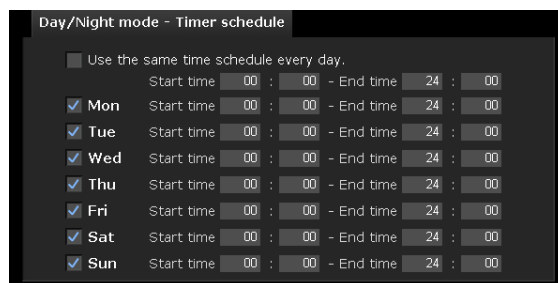 Day/Night mode - Timer schedule
Use the same time schedule every day.
Start time 00 : 00 - End time 24 : 00
Mon Start time 00 : 00 - End time 24 : 00
Tue Start time 00 : 00 - End time 24 : 00
Wed Start time 00 : 00 - End time 24 : 00
Thu Start time 00 : 00 - End time 24 : 00
Fri Start time 00 : 00 - End time 24 : 00
Sat Start time 00 : 00 - End time 24 : 00
Sun Start time 00 : 00 - End time 24 : 00